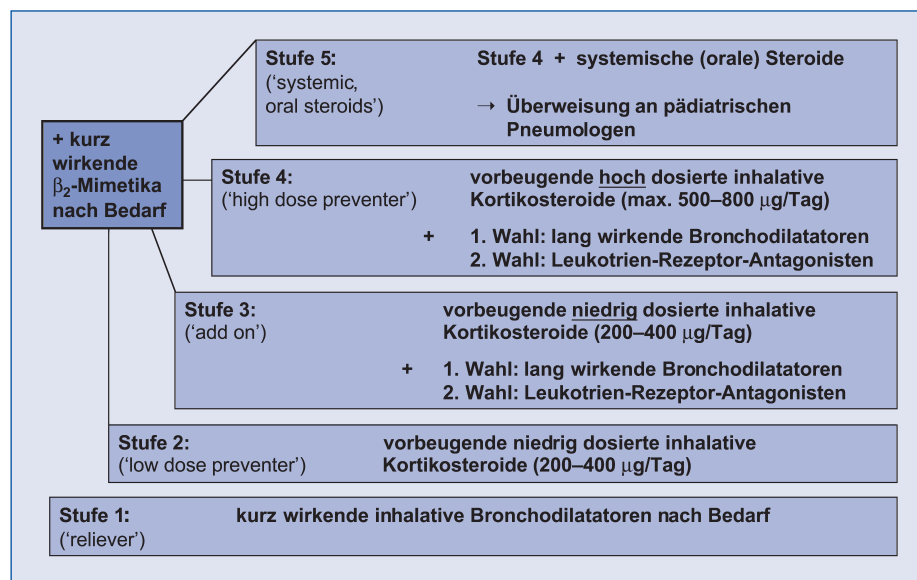 Stufe 5: Stufe 4 + systemische (orale) Steroide
('systemic,
oral steroids') → Überweisung an pädiatrischen
Pneumologen
+ kurz
wirkende
β₂-Mimetika
nach Bedarf
Stufe 4: vorbeugende hoch dosierte inhalative
('high dose preventer') Kortikosteroide (max. 500–800 µg/Tag)
+ 1. Wahl: lang wirkende Bronchodilatatoren
2. Wahl: Leukotrien-Rezeptor-Antagonisten
Stufe 3: vorbeugende niedrig dosierte inhalative
('add on') Kortikosteroide (200–400 µg/Tag)
+ 1. Wahl: lang wirkende Bronchodilatatoren
2. Wahl: Leukotrien-Rezeptor-Antagonisten
Stufe 2: vorbeugende niedrig dosierte inhalative
('low dose preventer') Kortikosteroide (200–400 µg/Tag)
Stufe 1: kurz wirkende inhalative Bronchodilatatoren nach Bedarf
('reliever')